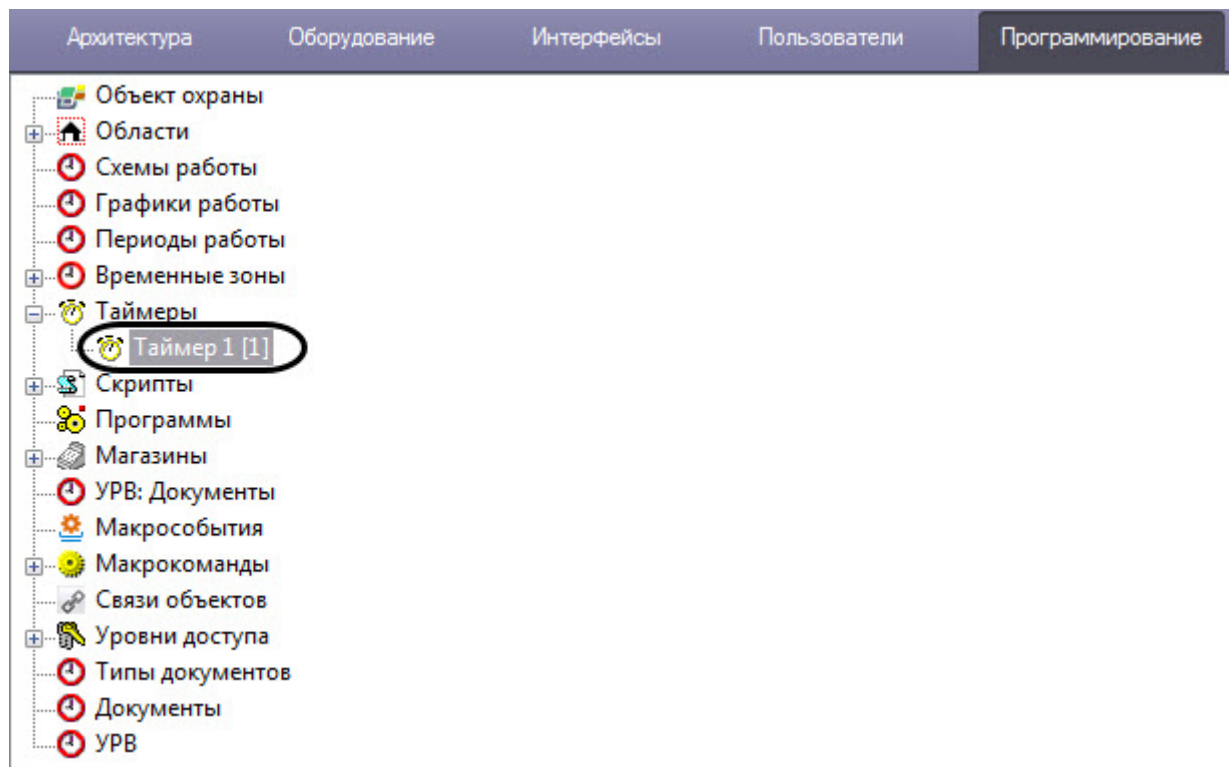 Архитектура Оборудование Интерфейсы Пользователи Программирование
Объект охраны
Области
Схемы работы
Графики работы
Периоды работы
Временные зоны
Таймеры
Таймер 1 [1]
Скрипты
Программы
Магазины
УРВ: Документы
Макрособытия
Макрокоманды
Связи объектов
Уровни доступа
Типы документов
Документы
УРВ